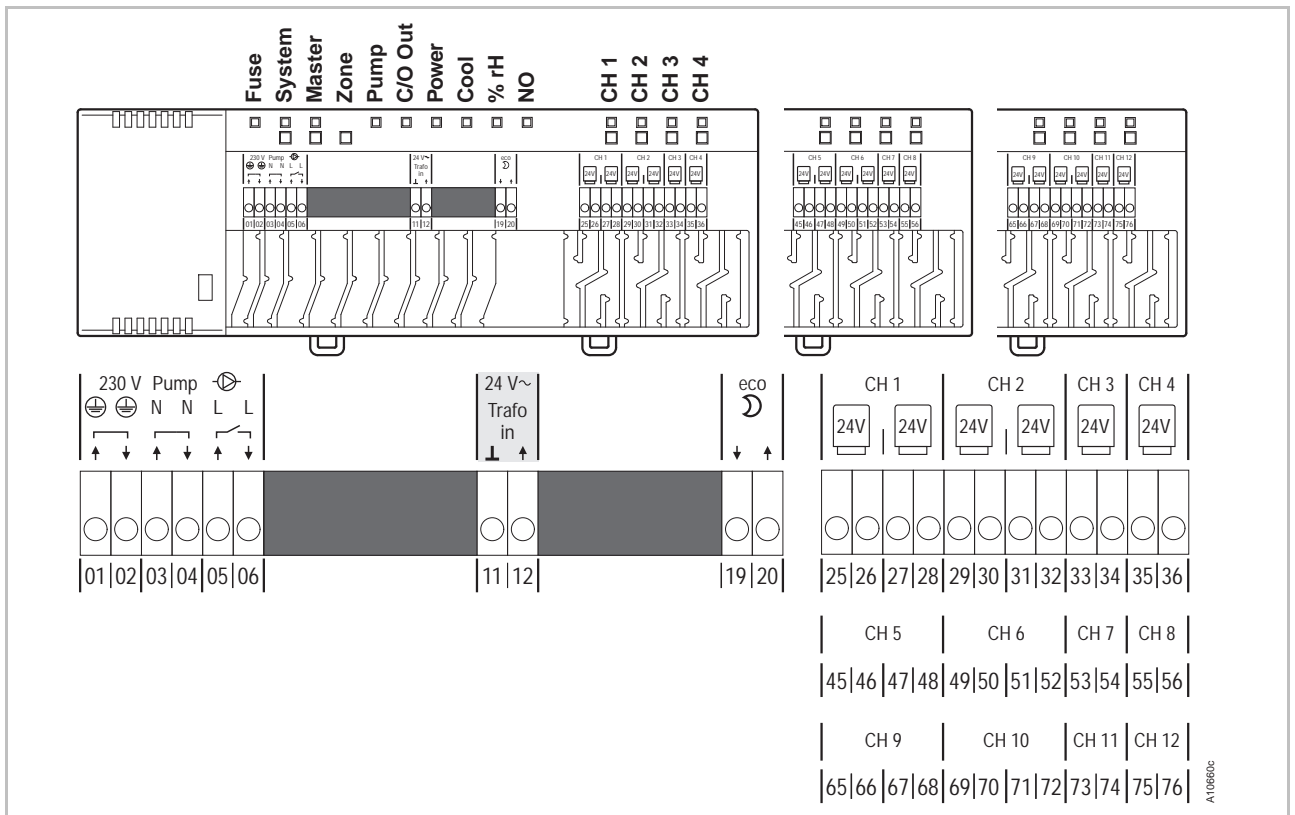 Fuse
System
Master
Zone
Pump
C/O Out
Power
Cool
% rH
NO
CH 1
CH 2
CH 3
CH 4
230 V Pump
N N L L
24 V~
Trafo
in
eco
CH 1 CH 2 CH 3 CH 4
24V 24V 24V 24V 24V 24V
01 02 03 04 05 06
11 12
19 20
25 26 27 28 29 30 31 32 33 34 35 36
CH 5 CH 6 CH 7 CH 8
24V 24V 24V 24V 24V 24V
45 46 47 48 49 50 51 52 53 54 55 56
CH 9 CH 10 CH 11 CH 12
24V 24V 24V 24V 24V 24V
65 66 67 68 69 70 71 72 73 74 75 76
230 V Pump
N N L L
24 V~
Trafo
in
eco
CH 1 CH 2 CH 3 CH 4
24V 24V 24V 24V 24V 24V
01 02 03 04 05 06
11 12
19 20
25 26 27 28 29 30 31 32 33 34 35 36
CH 5 CH 6 CH 7 CH 8
45 46 47 48 49 50 51 52 53 54 55 56
CH 9 CH 10 CH 11 CH 12
65 66 67 68 69 70 71 72 73 74 75 76
A10660c